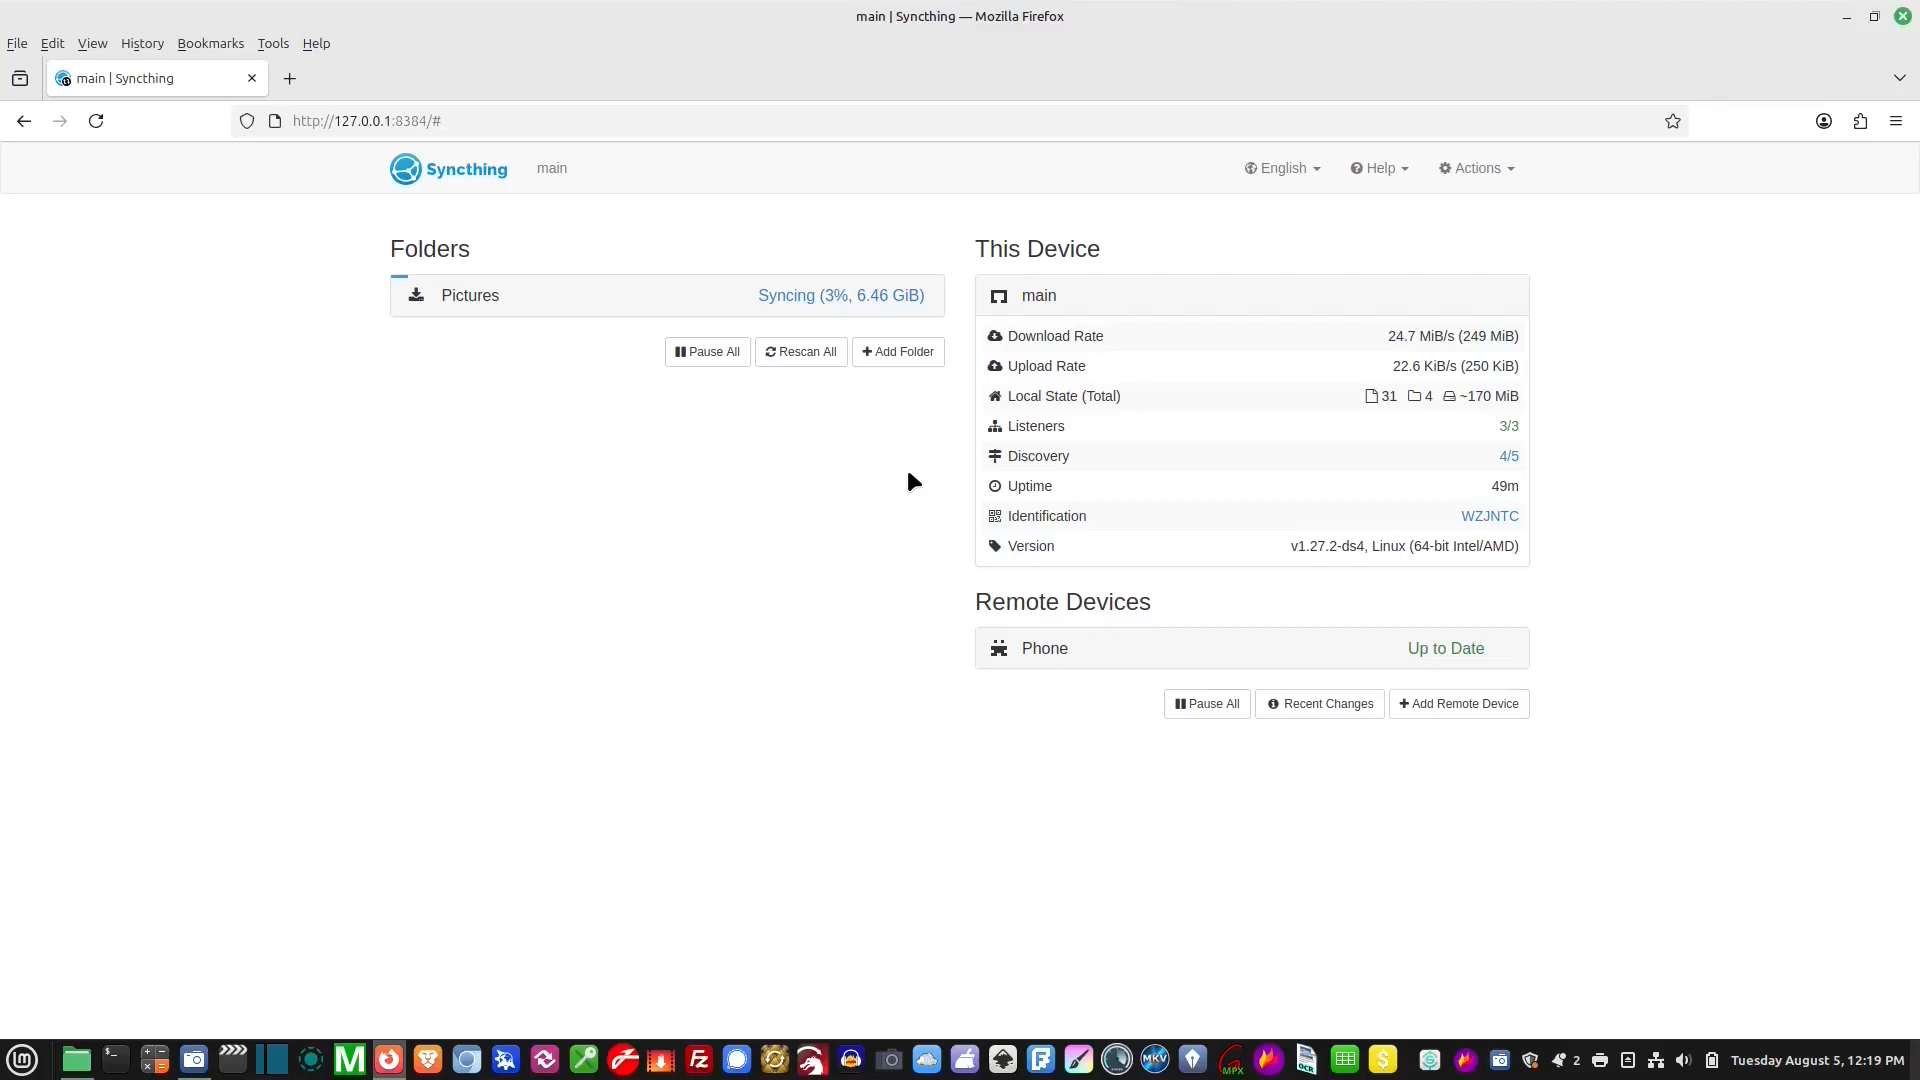 main | Syncthing — Mozilla Firefox
File Edit View History Bookmarks Tools Help
main | Syncthing
http://127.0.0.1:8384/#
Syncthing main English Help Actions
Folders
Pictures Syncing (3%, 6.46 GiB)
Pause All Rescan All Add Folder
This Device
main
Download Rate 24.7 MiB/s (249 MiB)
Upload Rate 22.6 KiB/s (250 KiB)
Local State (Total) 31 4 ~170 MiB
Listeners 3/3
Discovery 4/5
Uptime 49m
Identification WZJNTC
Version v1.27.2-ds4, Linux (64-bit Intel/AMD)
Remote Devices
Phone Up to Date
Pause All Recent Changes Add Remote Device
M FZ MKV MPX OCR $ 2 Tuesday August 5, 12:19 PM